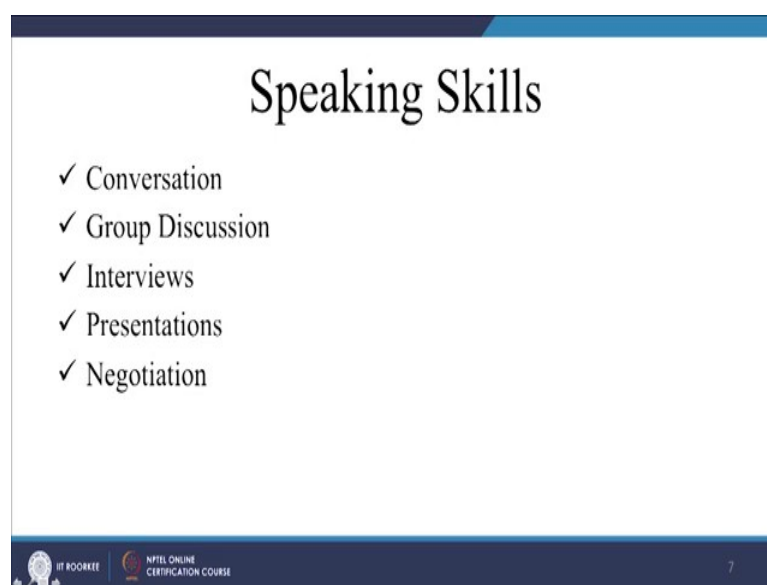 Speaking Skills
✓ Conversation
✓ Group Discussion
✓ Interviews
✓ Presentations
✓ Negotiation
IIT ROORKEE
NPTEL ONLINE
CERTIFICATION COURSE
7